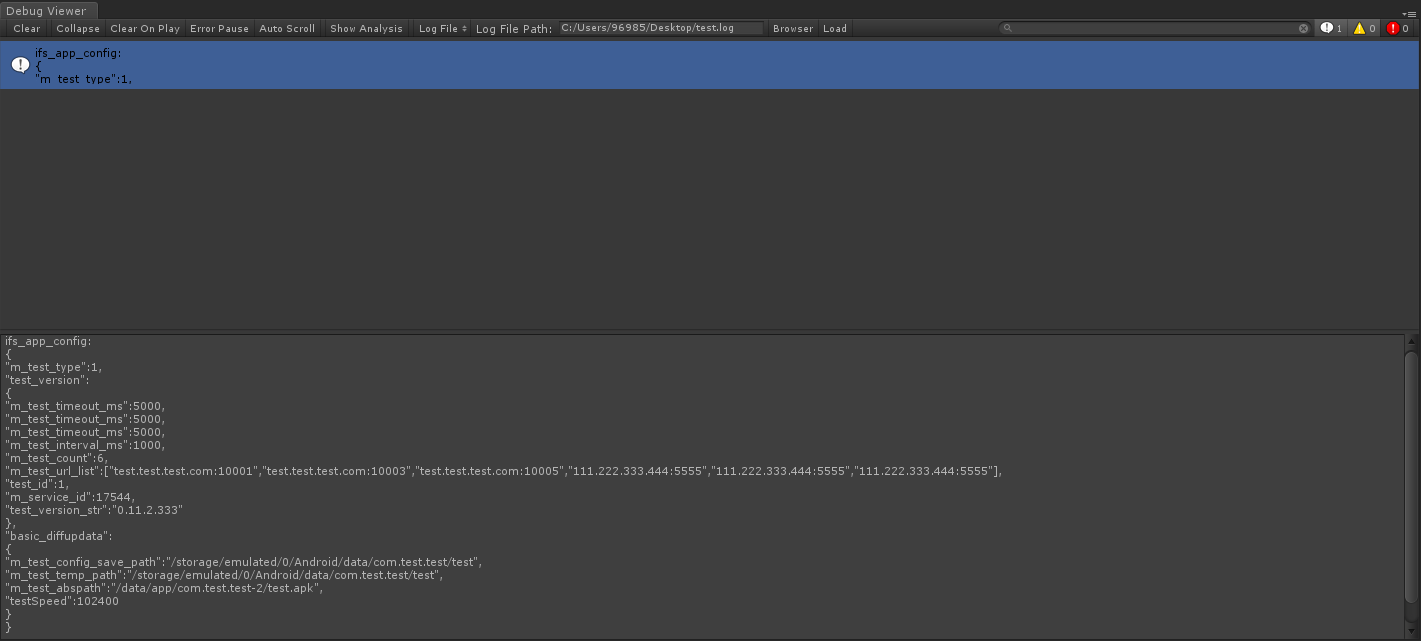 Debug Viewer
Clear Collapse Clear On Play Error Pause Auto Scroll Show Analysis Log File Log File Path: C:/Users/96985/Desktop/test.log Browser Load 1 0 0
ifs_app_config:
{
"m_test_type":1,
ifs_app_config:
{
"m_test_type":1,
"test_version":
{
"m_test_timeout_ms":5000,
"m_test_timeout_ms":5000,
"m_test_timeout_ms":5000,
"m_test_interval_ms":1000,
"m_test_count":6,
"m_test_url_list":["test.test.test.com:10001","test.test.test.com:10003","test.test.test.com:10005","111.222.333.444:5555","111.222.333.444:5555","111.222.333.444:5555"],
"test_id":1,
"m_service_id":17544,
"test_version_str":"0.11.2.333"
},
"basic_diffupdata":
{
"m_test_config_save_path":"/storage/emulated/0/Android/data/com.test.test/test",
"m_test_temp_path":"/storage/emulated/0/Android/data/com.test.test/test",
"m_test_abspath":"/data/app/com.test.test-2/test.apk",
"testSpeed":102400
}
}